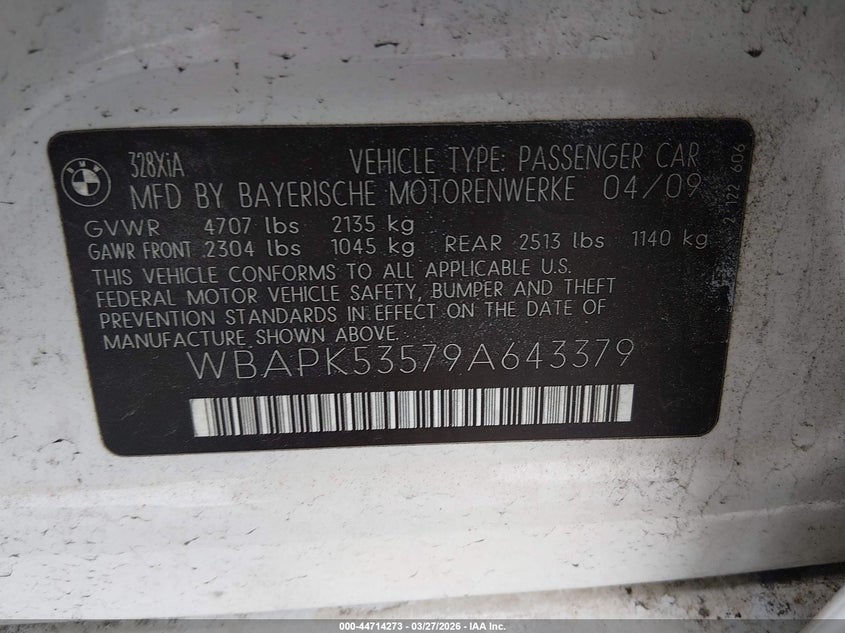 BMW
328XiA VEHICLE TYPE: PASSENGER CAR
MFD BY BAYERISCHE MOTORENWERKE 04/09
GVWR 4707 lbs 2135 kg
GAWR FRONT 2304 lbs 1045 kg REAR 2513 lbs 1140 kg
THIS VEHICLE CONFORMS TO ALL APPLICABLE U.S.
FEDERAL MOTOR VEHICLE SAFETY, BUMPER AND THEFT
PREVENTION STANDARDS IN EFFECT ON THE DATE OF
MANUFACTURE SHOWN ABOVE.
WBAPK53579A643379
2 122 606
000-44714273 - 03/27/2026 - IAA Inc.